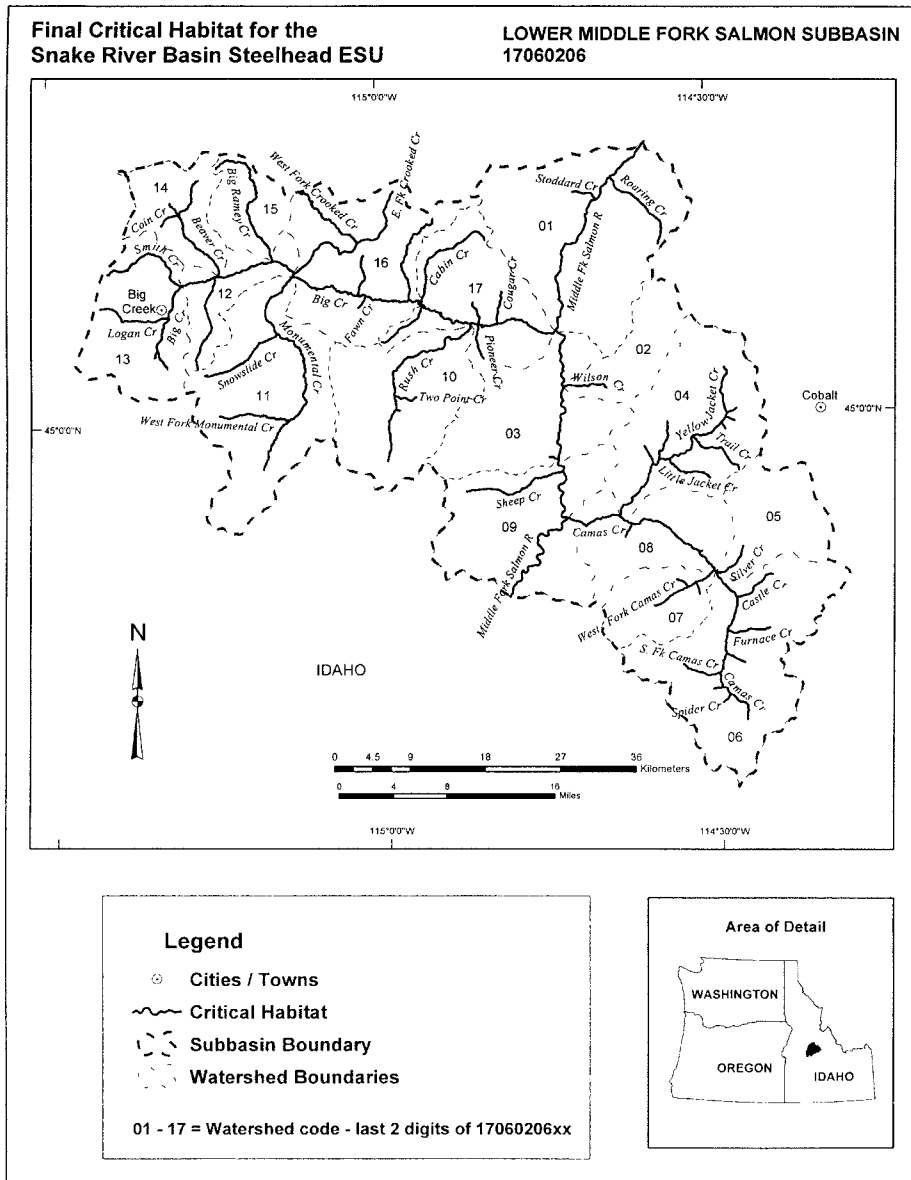 Final Critical Habitat for the
Snake River Basin Steelhead ESU
LOWER MIDDLE FORK SALMON SUBBASIN
17060206
115°0'0"W
114°30'0"W
14
Coin Cr
Smith Cr
Beaver Cr
Big Ramey Cr
15
West Fork Crooked Cr
E. Fk Crooked Cr
16
Stoddard Cr
Roaring Cr
01
Middle Fk Salmon R
Big Creek
12
Logan Cr
Big Cr
13
Snowslide Cr
11
Monumental Cr
West Fork Monumental Cr
Big Cr
Fawn Cr
Cabin Cr
17
Cougar Cr
Pioneer Cr
Rush Cr
10
Two Point Cr
02
Wilson Cr
03
04
Yellow Jacket Cr
Trail Cr
Little Jacket Cr
Cobalt
45°0'0"N
45°0'0"N
Sheep Cr
09
Middle Fork Salmon R
Camas Cr
08
05
Silver Cr
Castle Cr
West Fork Camas Cr
07
Furnace Cr
S. Fk Camas Cr
Camas Cr
Spider Cr
06
N
IDAHO
0 4.5 9 18 27 36
Kilometers
0 4 8 16
Miles
115°0'0"W
114°30'0"W
Legend
Cities / Towns
Critical Habitat
Subbasin Boundary
Watershed Boundaries
01 - 17 = Watershed code - last 2 digits of 17060206xx
Area of Detail
WASHINGTON
OREGON
IDAHO